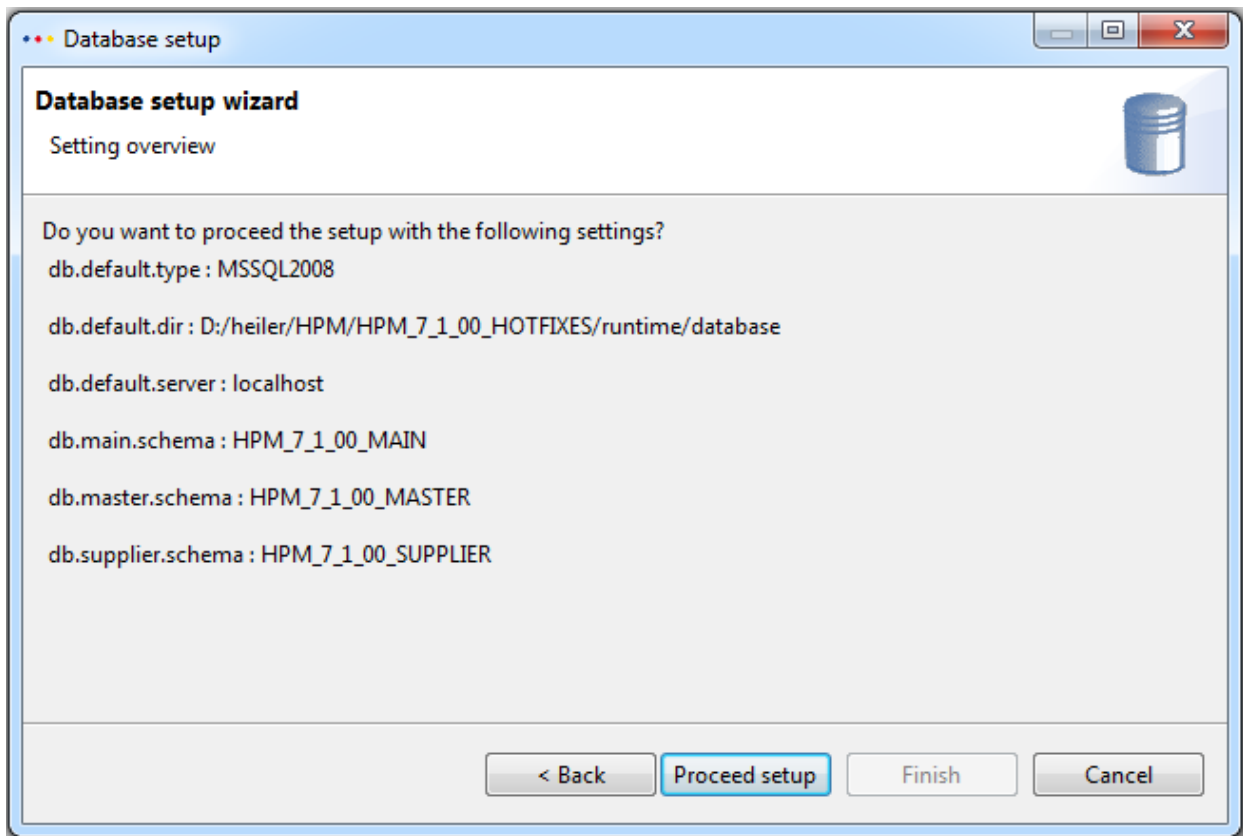 Database setup
Database setup wizard
Setting overview
Do you want to proceed the setup with the following settings?
db.default.type : MSSQL2008
db.default.dir : D:/heiler/HPM/HPM_7_1_00_HOTFIXES/runtime/database
db.default.server : localhost
db.main.schema : HPM_7_1_00_MAIN
db.master.schema : HPM_7_1_00_MASTER
db.supplier.schema : HPM_7_1_00_SUPPLIER
< Back Proceed setup Finish Cancel